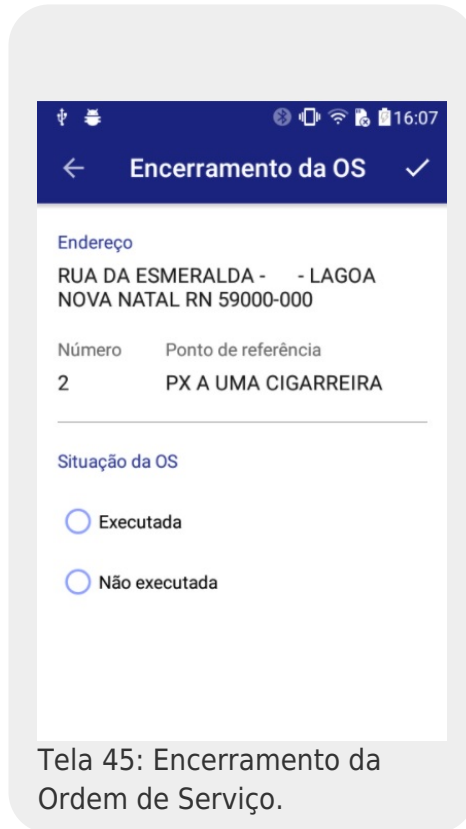 16:07
Encerramento da OS
Endereço
RUA DA ESMERALDA - - LAGOA
NOVA NATAL RN 59000-000
Número Ponto de referência
2 PX A UMA CIGARREIRA
Situação da OS
Executada
Não executada
Tela 45: Encerramento da
Ordem de Serviço.